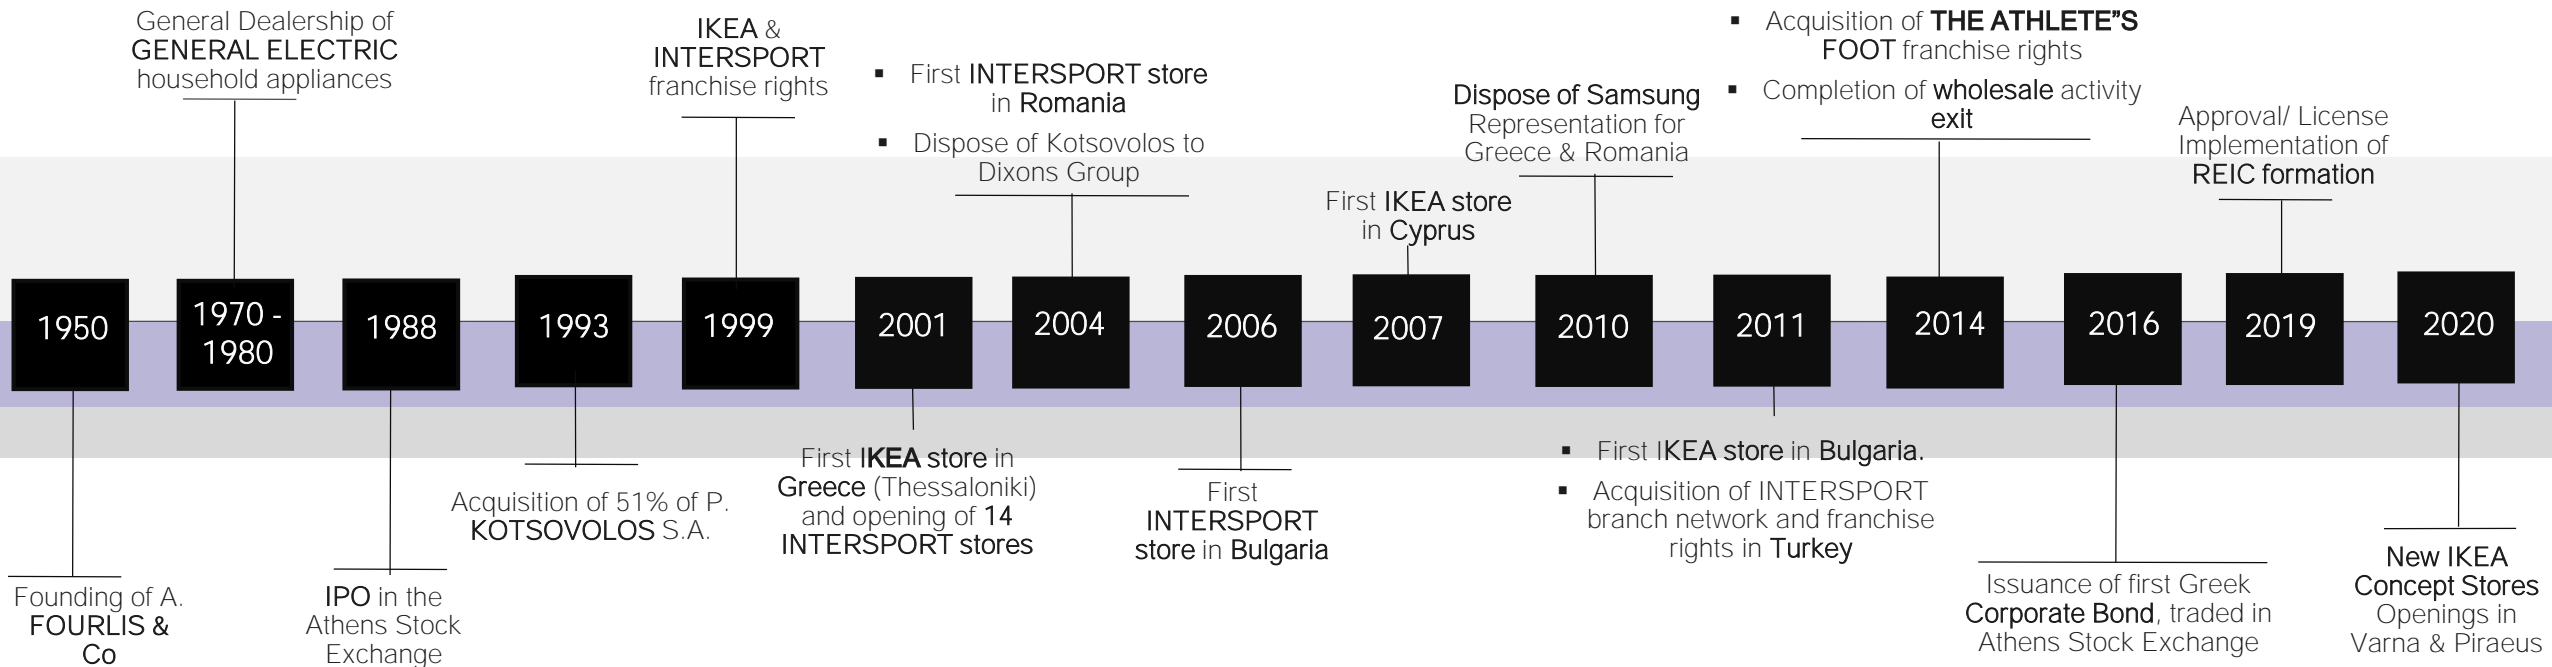 General Dealership of
GENERAL ELECTRIC
household appliances
IKEA &
INTERSPORT
franchise rights
▪ First INTERSPORT store
in Romania
▪ Dispose of Kotsovolos to
Dixons Group
First IKEA store
in Cyprus
Dispose of Samsung
Representation for
Greece & Romania
▪ Acquisition of THE ATHLETE"S
FOOT franchise rights
▪ Completion of wholesale activity
exit
Approval/ License
Implementation of
REIC formation
1950
1970 -
1980
1988
1993
1999
2001
2004
2006
2007
2010
2011
2014
2016
2019
2020
Founding of A.
FOURLIS &
Co
IPO in the
Athens Stock
Exchange
Acquisition of 51% of P.
KOTSOVOLOS S.A.
First IKEA store in
Greece (Thessaloniki)
and opening of 14
INTERSPORT stores
First
INTERSPORT
store in Bulgaria
▪ First IKEA store in Bulgaria.
▪ Acquisition of INTERSPORT
branch network and franchise
rights in Turkey
Issuance of first Greek
Corporate Bond, traded in
Athens Stock Exchange
New IKEA
Concept Stores
Openings in
Varna & Piraeus